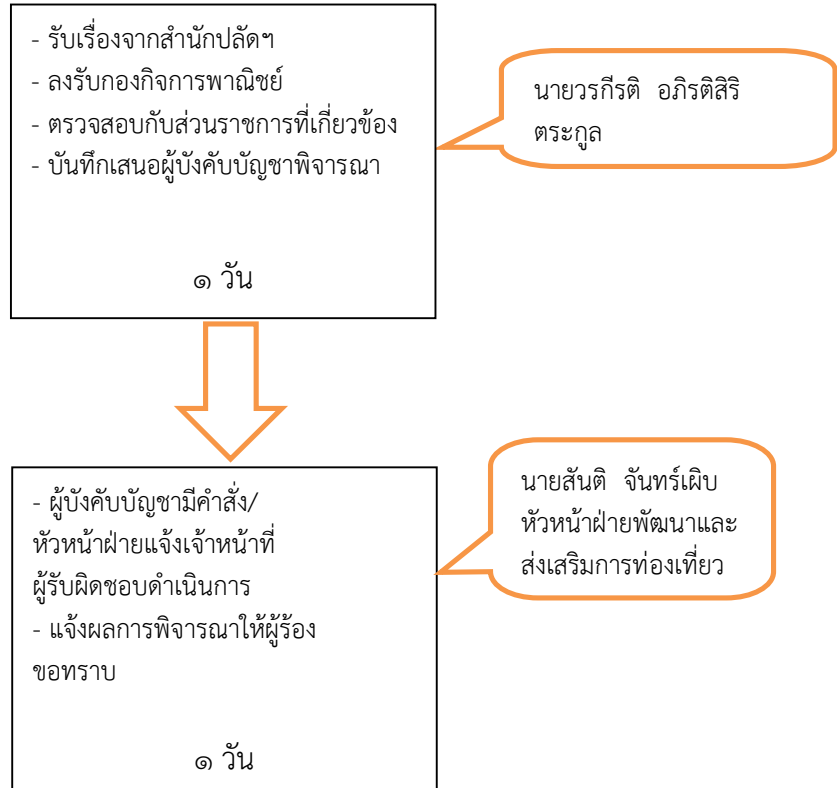 - รับเรื่องจากสำนักปลัดฯ
- ลงรับกองกิจการพาณิชย์
- ตรวจสอบกับส่วนราชการที่เกี่ยวข้อง
- บันทึกเสนอผู้บังคับบัญชาพิจารณา
๑ วัน
นายวรกีรติ อภิรติสิริ
ตระกูล
- ผู้บังคับบัญชามีคำสั่ง/
หัวหน้าฝ่ายแจ้งเจ้าหน้าที่
ผู้รับผิดชอบดำเนินการ
- แจ้งผลการพิจารณาให้ผู้ร้อง
ขอทราบ
๑ วัน
นายสันติ จันทร์เผิบ
หัวหน้าฝ่ายพัฒนาและ
ส่งเสริมการท่องเที่ยว